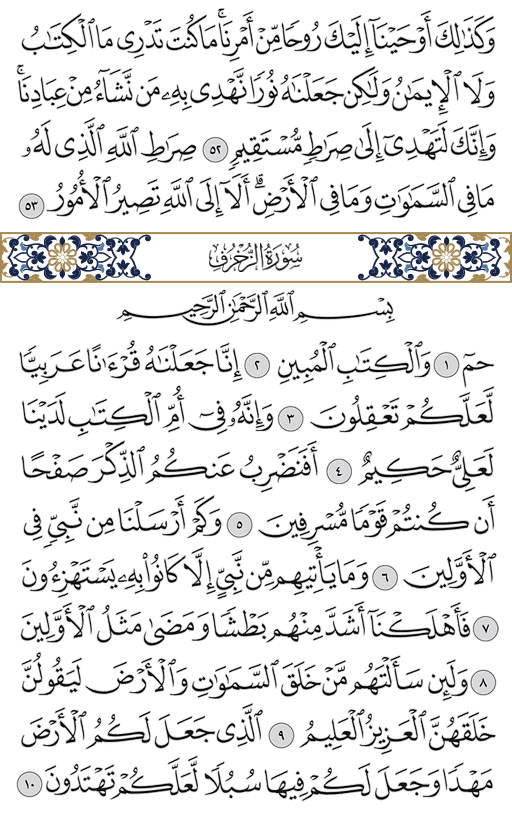 وَكَذَٰلِكَ أَوْحَيْنَآ إِلَيْكَ رُوحًا مِّنْ أَمْرِنَا ۚ مَا كُنتَ تَدْرِى مَا ٱلْكِتَٰبُ
وَلَا ٱلْإِيمَٰنُ وَلَٰكِن جَعَلْنَٰهُ نُورًا نَّهْدِى بِهِۦ مَن نَّشَآءُ مِنْ عِبَادِنَا ۚ
وَإِنَّكَ لَتَهْدِىٓ إِلَىٰ صِرَٰطٍ مُّسْتَقِيمٍ ٥٢ صِرَٰطِ ٱللَّهِ ٱلَّذِى لَهُۥ
مَا فِى ٱلسَّمَٰوَٰتِ وَمَا فِى ٱلْأَرْضِ ۗ أَلَآ إِلَى ٱللَّهِ تَصِيرُ ٱلْأُمُورُ ٥٣
سُورَةُ الزُّخْرُفِ
بِسْمِ ٱللَّهِ ٱلرَّحْمَٰنِ ٱلرَّحِيمِ
حمٓ ١ وَٱلْكِتَٰبِ ٱلْمُبِينِ ٢ إِنَّا جَعَلْنَٰهُ قُرْءَٰنًا عَرَبِيًّا
لَّعَلَّكُمْ تَعْقِلُونَ ٣ وَإِنَّهُۥ فِىٓ أُمِّ ٱلْكِتَٰبِ لَدَيْنَا
لَعَلِىٌّ حَكِيمٌ ٤ أَفَنَضْرِبُ عَنكُمُ ٱلذِّكْرَ صَفْحًا
أَن كُنتُمْ قَوْمًا مُّسْرِفِينَ ٥ وَكَمْ أَرْسَلْنَا مِن نَّبِىٍّ فِى
ٱلْأَوَّلِينَ ٦ وَمَا يَأْتِيهِم مِّن نَّبِىٍّ إِلَّا كَانُوا۟ بِهِۦ يَسْتَهْزِءُونَ
٧ فَأَهْلَكْنَآ أَشَدَّ مِنْهُم بَطْشًا وَمَضَىٰ مَثَلُ ٱلْأَوَّلِينَ
٨ وَلَئِن سَأَلْتَهُم مَّنْ خَلَقَ ٱلسَّمَٰوَٰتِ وَٱلْأَرْضَ لَيَقُولُنَّ
خَلَقَهُنَّ ٱلْعَزِيزُ ٱلْعَلِيمُ ٩ ٱلَّذِى جَعَلَ لَكُمُ ٱلْأَرْضَ
مَهْدًا وَجَعَلَ لَكُمْ فِيهَا سُبُلًا لَّعَلَّكُمْ تَهْتَدُونَ ١٠